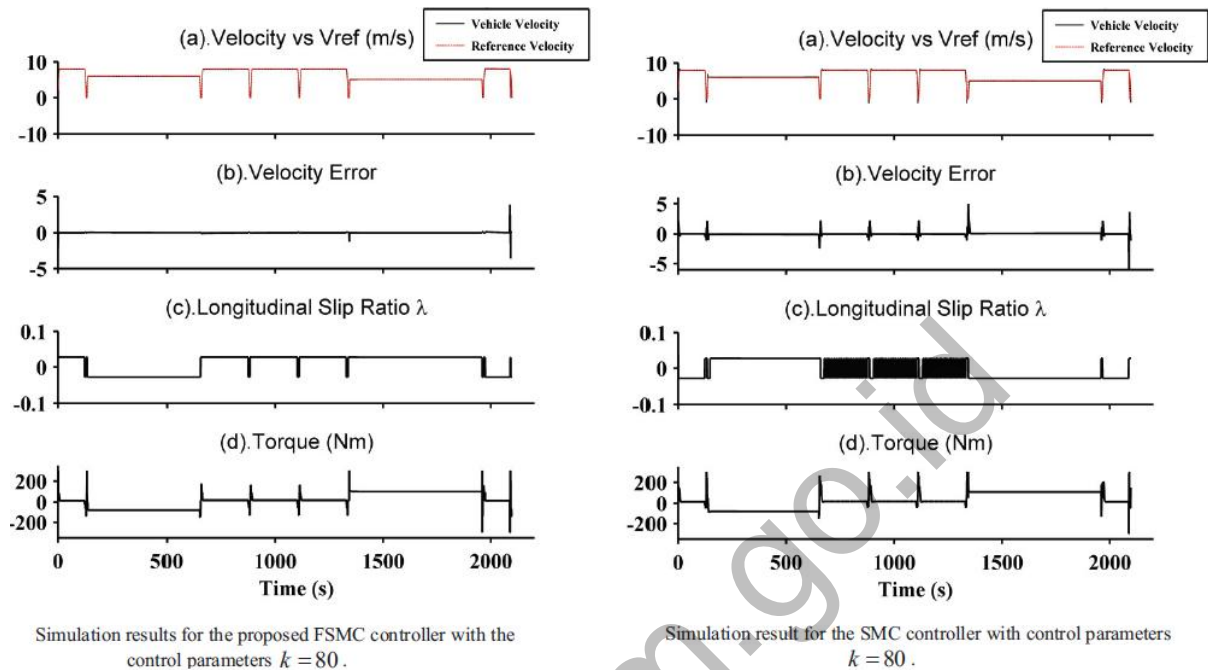 Vehicle Velocity
Reference Velocity
(a).Velocity vs Vref (m/s)
10
0
-10
(b).Velocity Error
5
0
-5
(c).Longitudinal Slip Ratio λ
0.1
0
-0.1
(d).Torque (Nm)
200
0
-200
0 500 1000 1500 2000
Time (s)
Simulation results for the proposed FSMC controller with the
control parameters k = 80 .
Vehicle Velocity
Reference Velocity
(a).Velocity vs Vref (m/s)
10
0
-10
(b).Velocity Error
5
0
-5
(c).Longitudinal Slip Ratio λ
0.1
0
-0.1
(d).Torque (Nm)
200
0
-200
0 500 1000 1500 2000
Time (s)
Simulation result for the SMC controller with control parameters
k = 80 .
m.go.id